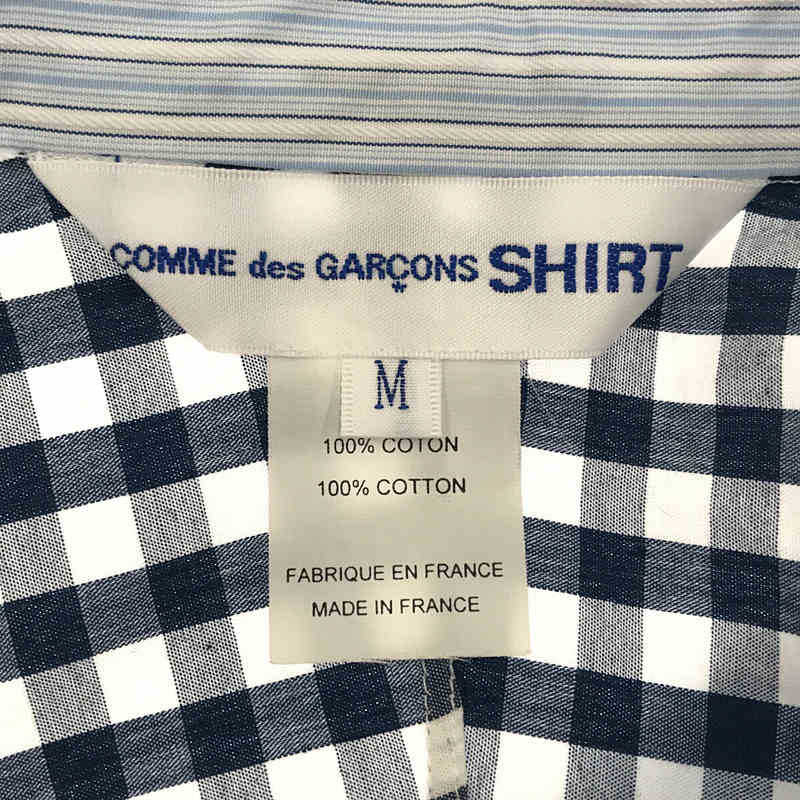 COMME des GARÇONS SHIRT
M
100% COTON
100% COTTON
FABRIQUE EN FRANCE
MADE IN FRANCE